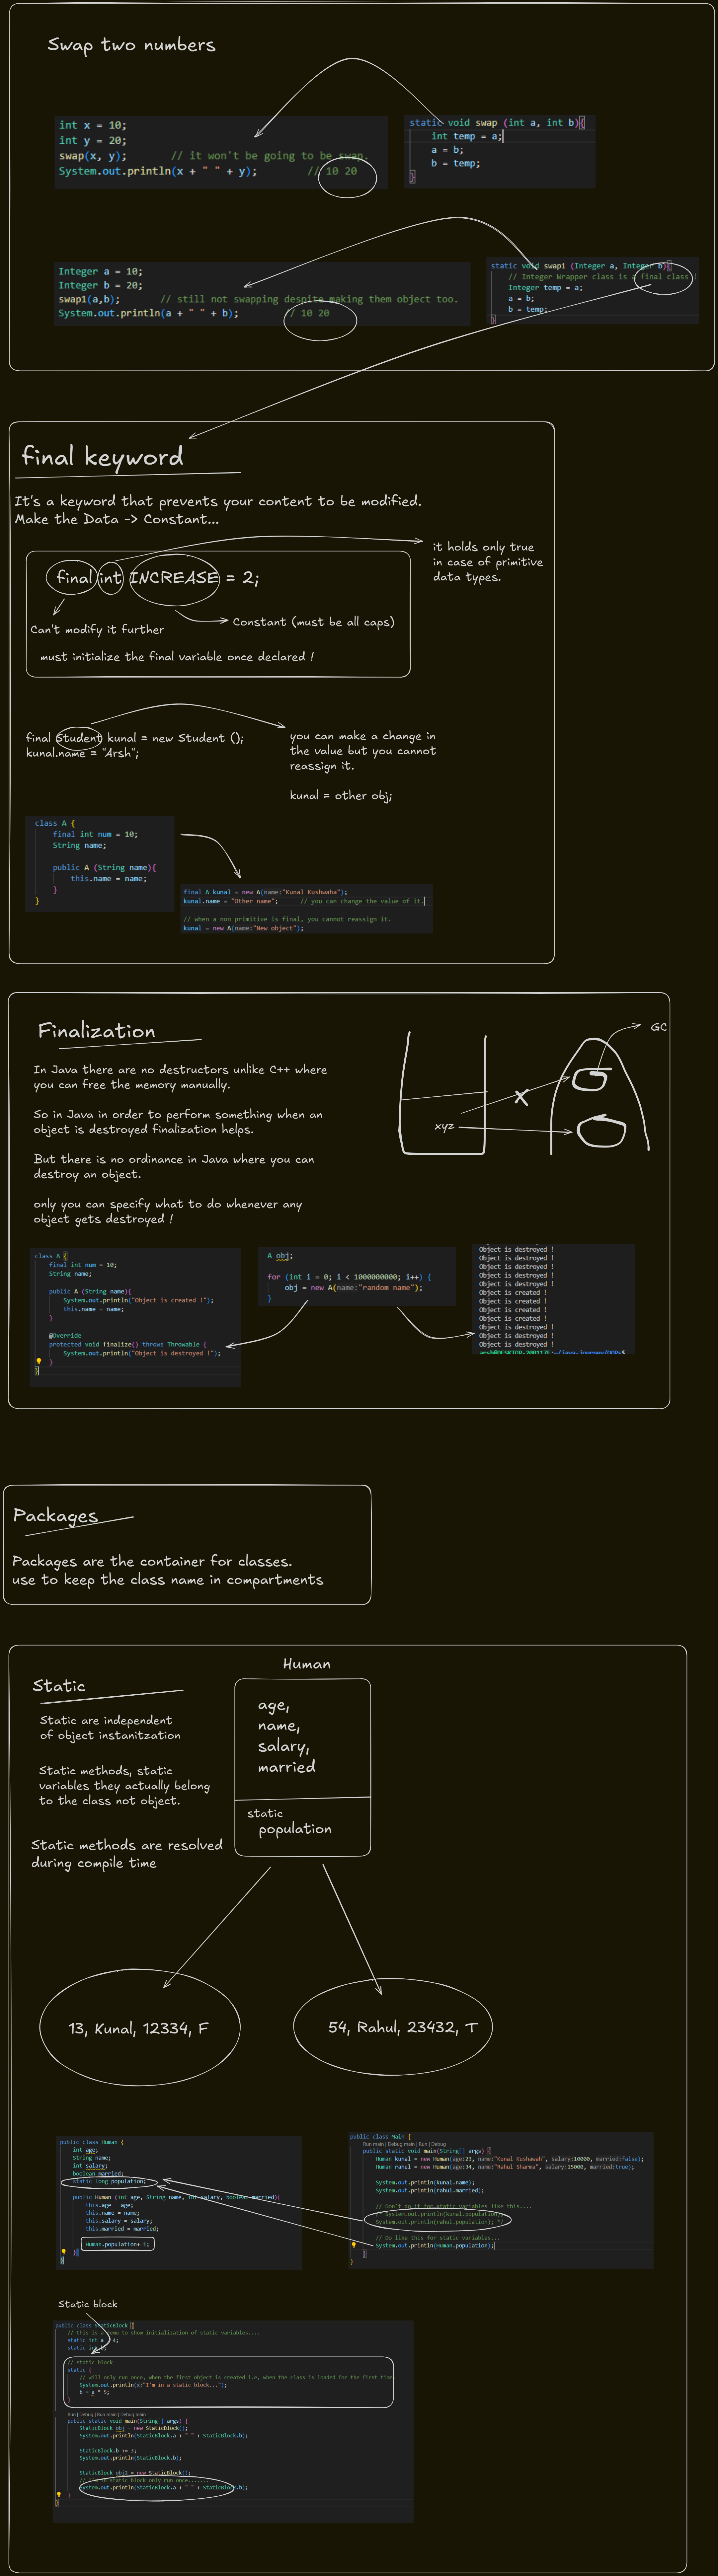 Swap two numbers
int x = 10;
int y = 20;
swap(x, y); // it won't be going to be swap.
System.out.println(x + " " + y); // 10 20
static void swap (int a, int b){
int temp = a;
a = b;
b = temp;
}
Integer a = 10;
Integer b = 20;
swap1(a,b); // still not swapping despite making them object too.
System.out.println(a + " " + b); // 10 20
static void swap1 (Integer a, Integer b){
// Integer Wrapper class is a final class !
Integer temp = a;
a = b;
b = temp;
}
final keyword
It's a keyword that prevents your content to be modified.
Make the Data -> Constant...
final int INCREASE = 2;
it holds only true
in case of primitive
data types.
Can't modify it further
Constant (must be all caps)
must initialize the final variable once declared !
final Student kunal = new Student ();
kunal.name = "Arsh";
you can make a change in
the value but you cannot
reassign it.
kunal = other obj;
class A {
final int num = 10;
String name;
public A (String name){
this.name = name;
}
}
final A kunal = new A(name:"Kunal Kushwaha");
kunal.name = "Other name"; // you can change the value of it.
// when a non primitive is final, you cannot reassign it.
kunal = new A(name:"New object");
Finalization
In Java there are no destructors unlike C++ where
you can free the memory manually.
So in Java in order to perform something when an
object is destroyed finalization helps.
But there is no ordinance in Java where you can
destroy an object.
only you can specify what to do whenever any
object gets destroyed !
xyz
X
GC
class A {
final int num = 10;
String name;
public A (String name){
System.out.println("Object is created !");
this.name = name;
}
@Override
protected void finalize() throws Throwable {
System.out.println("Object is destroyed !");
}
}
A obj;
for (int i = 0; i < 1000000000; i++) {
obj = new A(name:"random name");
}
Object is destroyed !
Object is destroyed !
Object is destroyed !
Object is destroyed !
Object is destroyed !
Object is created !
Object is created !
Object is created !
Object is created !
Object is destroyed !
Object is destroyed !
Object is destroyed !
Packages
Packages are the container for classes.
use to keep the class name in compartments
Static
Static are independent
of object instanitzation
Static methods, static
variables they actually belong
to the class not object.
Static methods are resolved
during compile time
Human
age,
name,
salary,
married
static
population
13, Kunal, 12334, F
54, Rahul, 23432, T
public class Human {
int age;
String name;
int salary;
boolean married;
static long population;
public Human (int age, String name, int salary, boolean married){
this.age = age;
this.name = name;
this.salary = salary;
this.married = married;
Human.population+=1;
}
}
public class Main {
Run main | Debug main | Run | Debug
public static void main(String[] args) {
Human kunal = new Human(age:23, name:"Kunal Kushawah", salary:10000, married:false);
Human rahul = new Human(age:34, name:"Rahul Sharma", salary:15000, married:true);
System.out.println(kunal.name);
System.out.println(rahul.married);
// Don't do it for static variables like this....
/* System.out.println(kunal.population);
System.out.println(rahul.population); */
// Do like this for static variables...
System.out.println(Human.population);
}
}
Static block
public class StaticBlock {
// this is a demo to show initialization of static variables....
static int a = 4;
static int b;
// static block
static {
// will only run once, when the first object is created i.e, when the class is loaded for the first time.
System.out.println(x:"I'm in a static block...");
b = a * 5;
}
Run | Debug | Run main | Debug main
public static void main(String[] args) {
StaticBlock obj = new StaticBlock();
System.out.println(StaticBlock.a + " " + StaticBlock.b);
StaticBlock.b += 3;
System.out.println(StaticBlock.b);
StaticBlock obj2 = new StaticBlock();
static block only run once.......
System.out.println(StaticBlock.a + " " + StaticBlock.b);
}
}